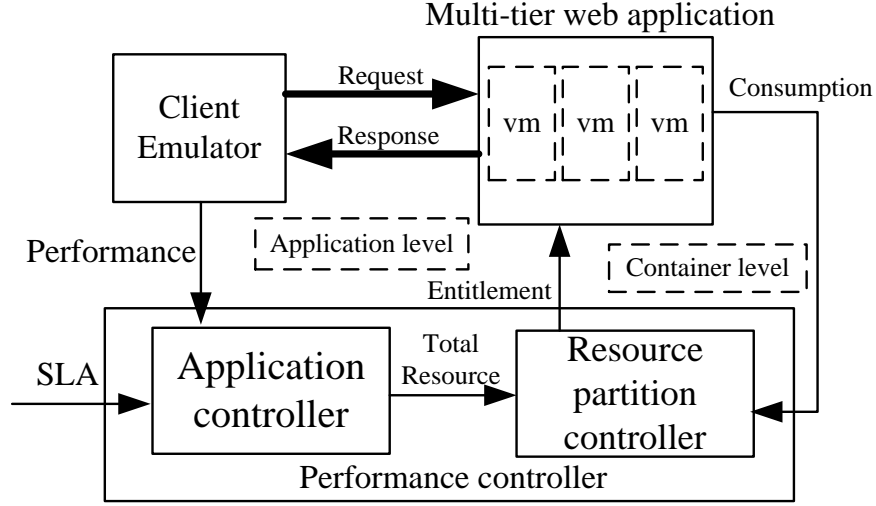 Multi-tier web application
Request
Consumption
Client
Emulator
vm vm vm
Response
Performance
Application level
Container level
Entitlement
SLA
Application
controller
Total
Resource
Resource
partition
controller
Performance controller